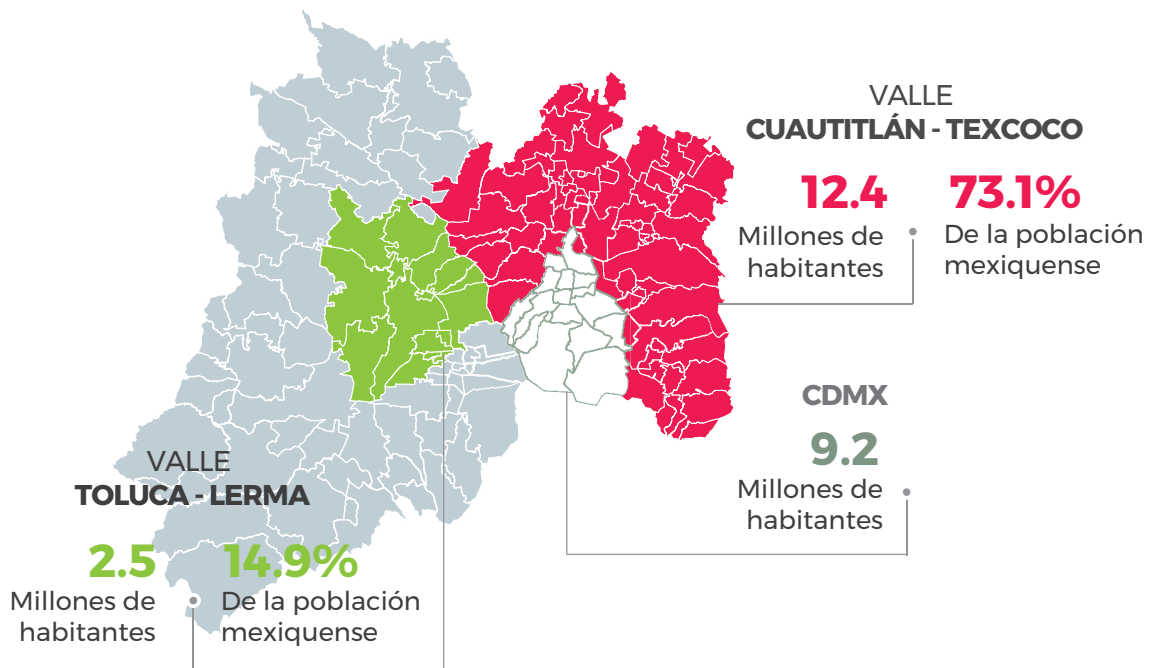 VALLE
CUAUTITLÁN - TEXCOCO
12.4
Millones de
habitantes
73.1%
De la población
mexiquense
CDMX
9.2
Millones de
habitantes
VALLE
TOLUCA - LERMA
2.5
Millones de
habitantes
14.9%
De la población
mexiquense